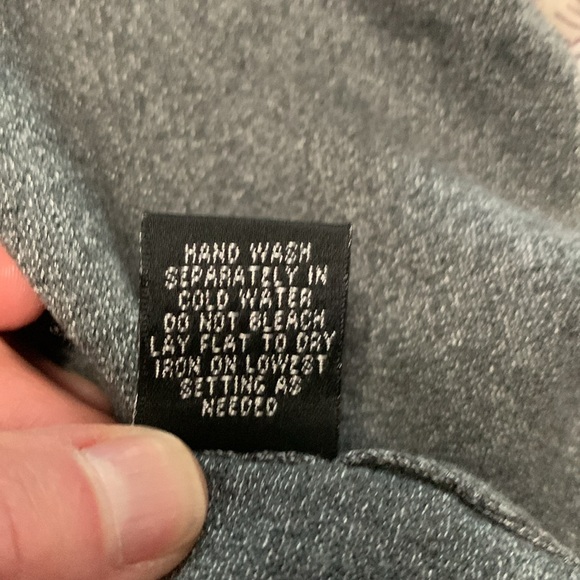 HAND WASH
SEPARATELY IN
COLD WATER
DO NOT BLEACH
LAY FLAT TO DRY
IRON ON LOWEST
SETTING AS
NEEDED